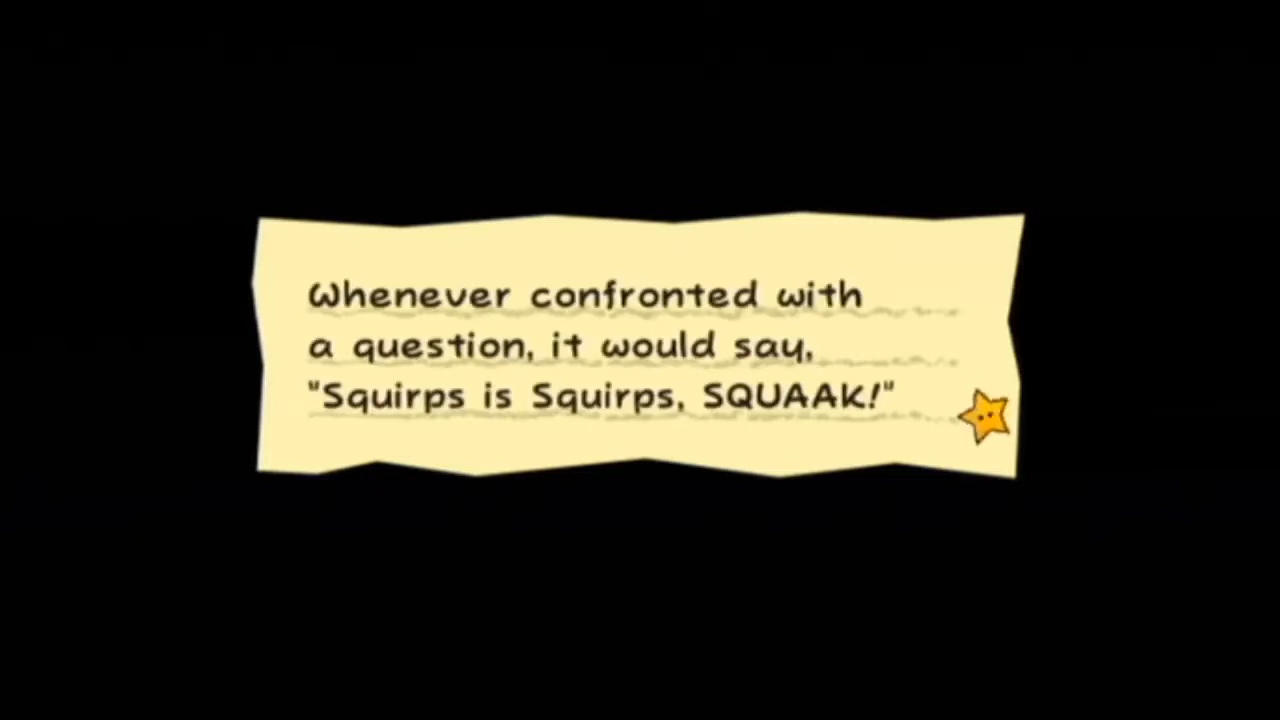 Whenever confronted with
a question, it would say,
"Squirps is Squirps, SQUAAK!"